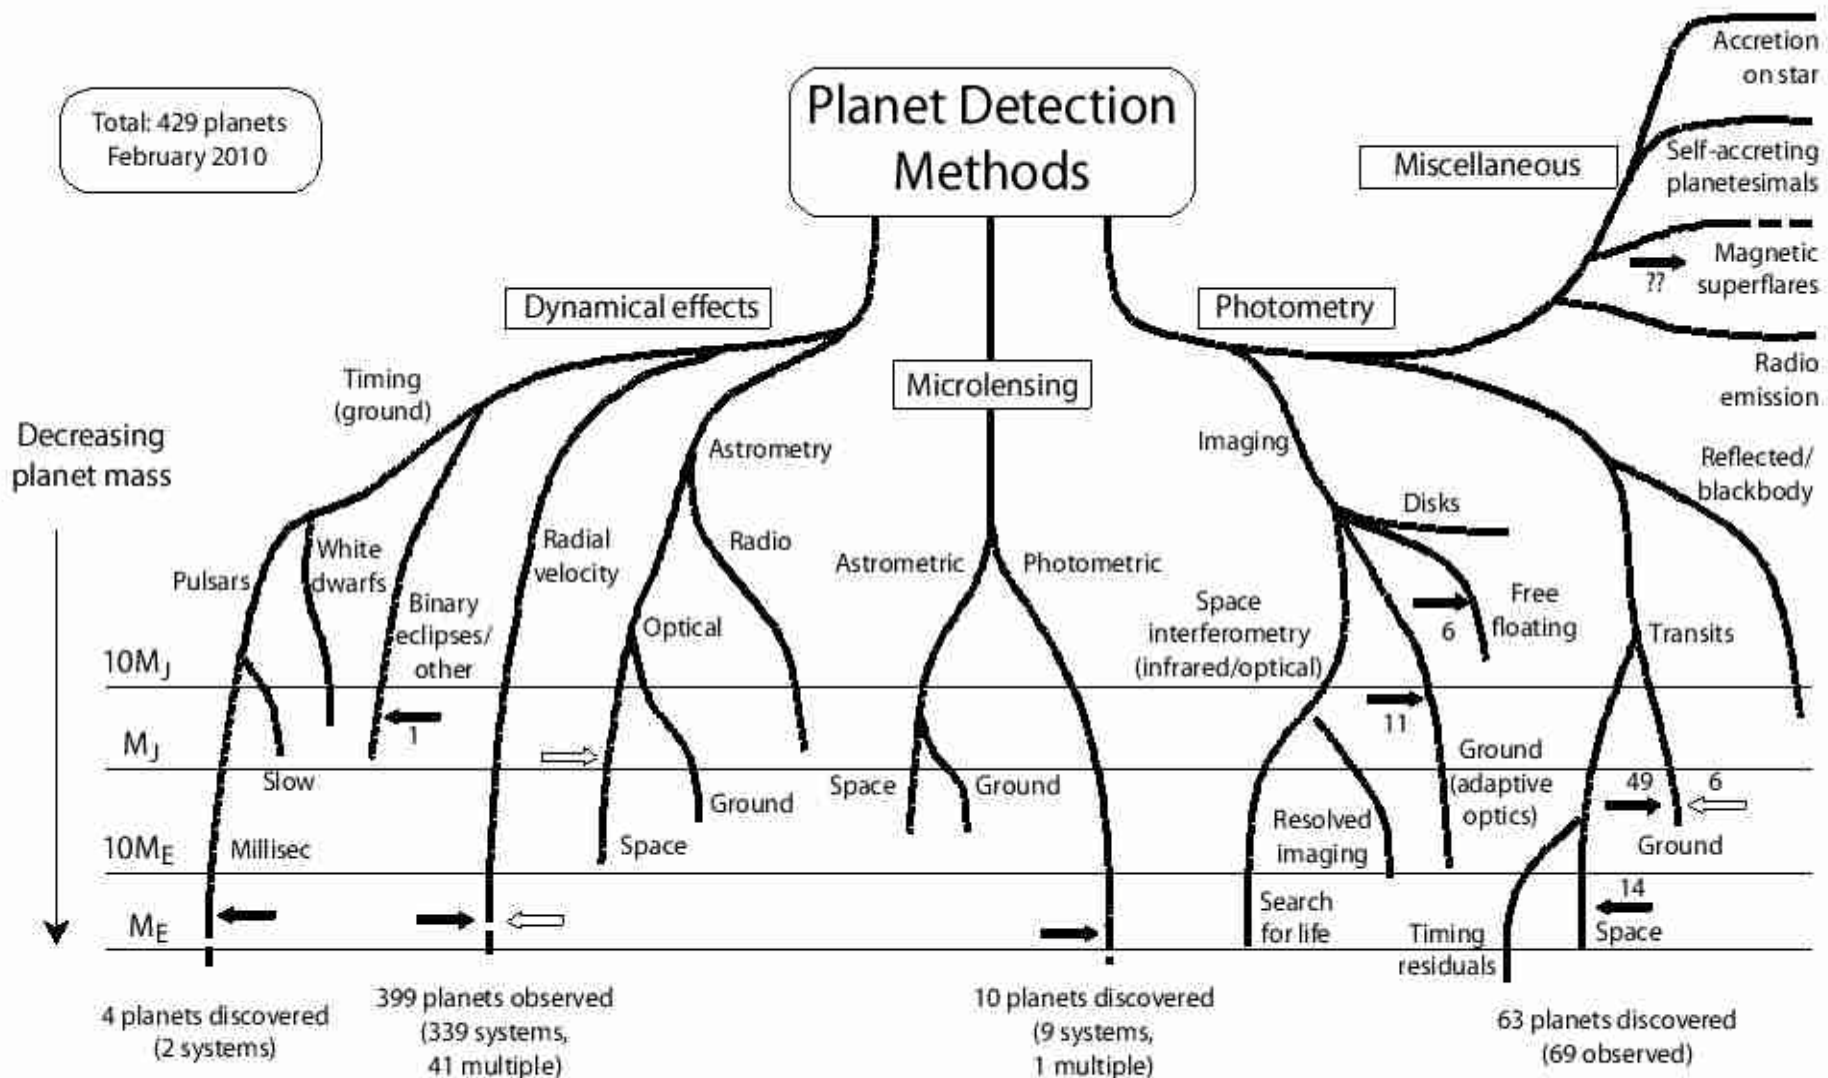 Planet Detection
Methods
Total: 429 planets
February 2010
Accretion
on star
Miscellaneous
Self-accreting
planetesimals
Magnetic
superflares
??
Radio
emission
Dynamical effects
Photometry
Microlensing
Timing
(ground)
Decreasing
planet mass
Astrometry
Imaging
Reflected/
blackbody
Disks
White
dwarfs
Pulsars
Radial
velocity
Radio
Astrometric
Photometric
Binary
eclipses/
other
Optical
Space
interferometry
(infrared/optical)
Free
floating
6
Transits
10MJ
1
11
MJ
Slow
Ground
Space
Space
Ground
Ground
(adaptive
optics)
49
6
Ground
Resolved
imaging
10ME
Millisec
14
Space
ME
Search
for life
Timing
residuals
4 planets discovered
(2 systems)
399 planets observed
(339 systems,
41 multiple)
10 planets discovered
(9 systems,
1 multiple)
63 planets discovered
(69 observed)